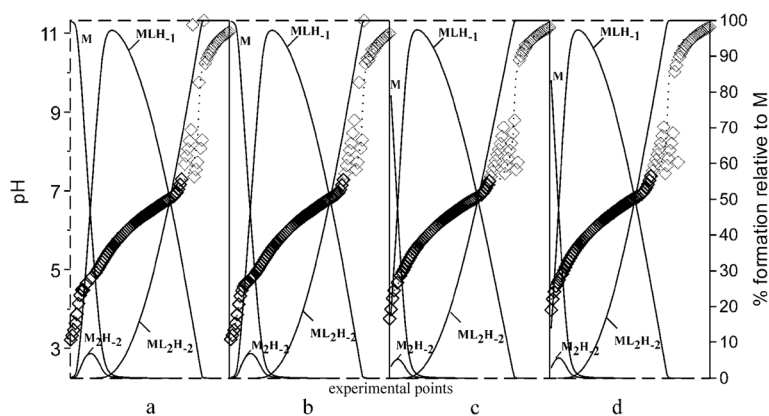 11
9
7
5
3
pH
M
MLH-1
M2H-2
ML2H-2
M
MLH-1
M2H-2
ML2H-2
M
MLH-1
M2H-2
ML2H-2
M
MLH-1
M2H-2
ML2H-2
100
90
80
70
60
50
40
30
20
10
0
% formation relative to M
experimental points
a b c d